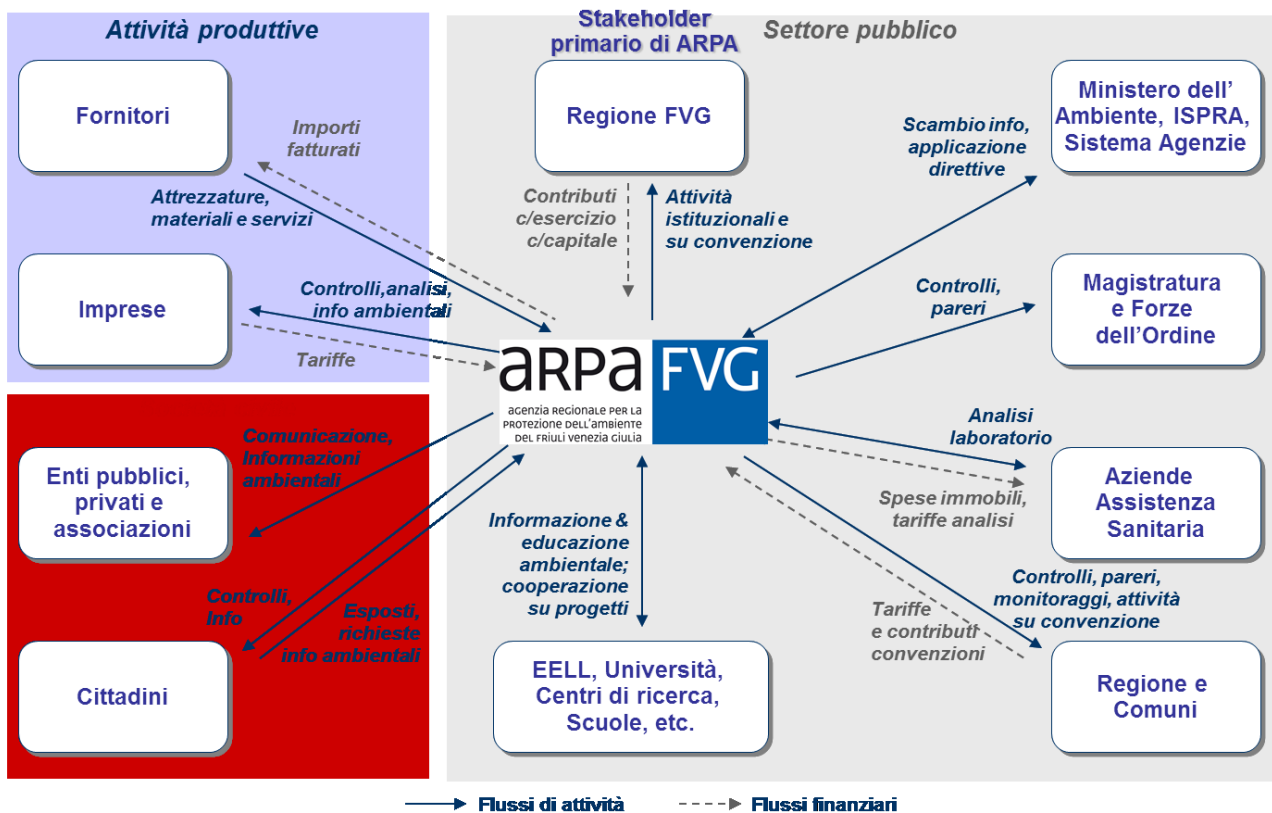 Attività produttive
Stakeholder
primario di ARPA
Settore pubblico
Fornitori
Importi
fatturati
Attrezzature,
materiali e servizi
Imprese
Controlli,analisi,
info ambientali
Tariffe
Regione FVG
Contributi
c/esercizio
c/capitale
Attività
istituzionali e
su convenzione
Scambio info,
applicazione
direttive
Ministero dell'
Ambiente, ISPRA,
Sistema Agenzie
Controlli,
pareri
Magistratura
e Forze
dell'Ordine
aRPa FVG
agenzia regionale per la
protezione dell'ambiente
del friuli venezia giulia
Comunicazione,
Informazioni
ambientali
Enti pubblici,
privati e
associazioni
Controlli,
Info
Esposti,
richieste
info ambientali
Cittadini
Informazione &
educazione
ambientale;
cooperazione
su progetti
EELL, Università,
Centri di ricerca,
Scuole, etc.
Analisi
laboratorio
Spese immobili,
tariffe analisi
Aziende
Assistenza
Sanitaria
Controlli, pareri,
monitoraggi, attività
su convenzione
Tariffe
e contributi
convenzioni
Regione e
Comuni
Flussi di attività
Flussi finanziari